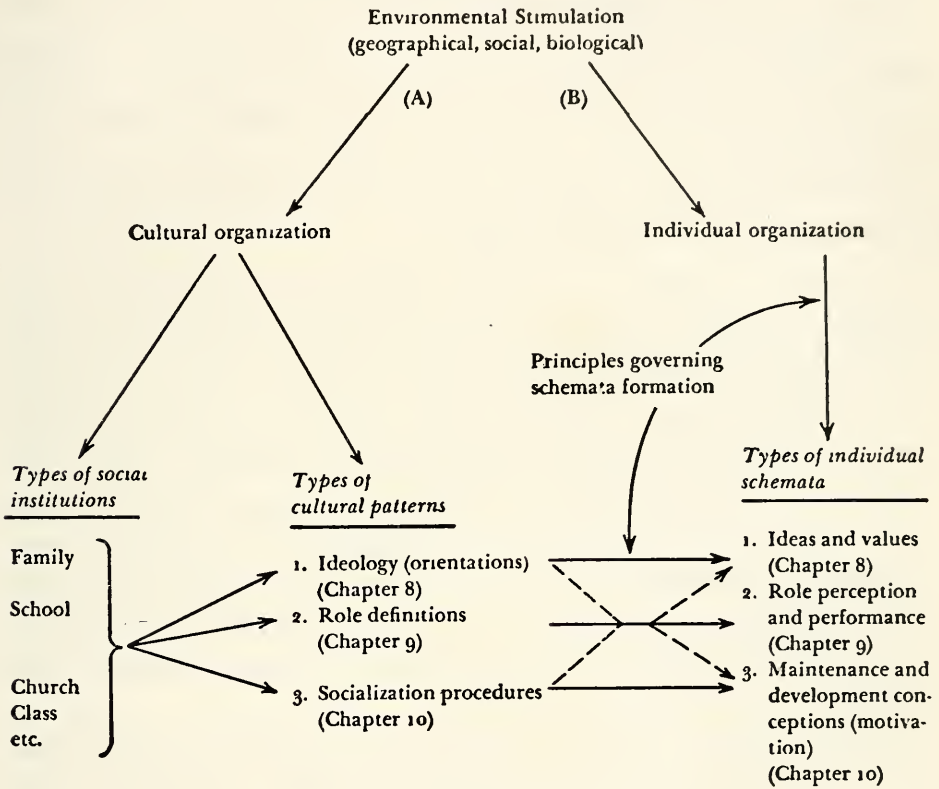 Environmental Stimulation
(geographical, social, biological)
(A)
(B)
Cultural organization
Individual organization
Principles governing
schemata formation
Types of social
institutions
Types of
cultural patterns
Types of individual
schemata
Family
School
Church
Class
etc.
1. Ideology (orientations)
(Chapter 8)
2. Role definitions
(Chapter 9)
3. Socialization procedures
(Chapter 10)
1. Ideas and values
(Chapter 8)
2. Role perception
and performance
(Chapter 9)
3. Maintenance and
development con-
ceptions (motiva-
tion)
(Chapter 10)